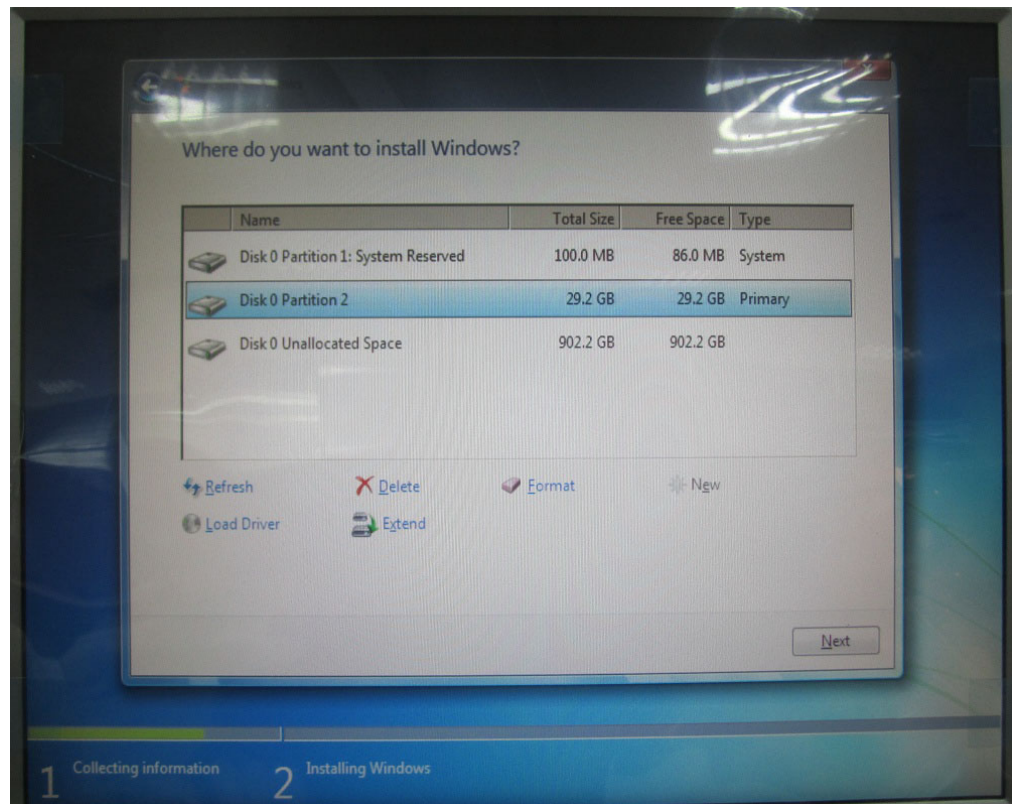 Where do you want to install Windows?
Name Total Size Free Space Type
Disk 0 Partition 1: System Reserved 100.0 MB 86.0 MB System
Disk 0 Partition 2 29.2 GB 29.2 GB Primary
Disk 0 Unallocated Space 902.2 GB 902.2 GB
Refresh Delete Format New
Load Driver Extend
Next
1 Collecting information 2 Installing Windows